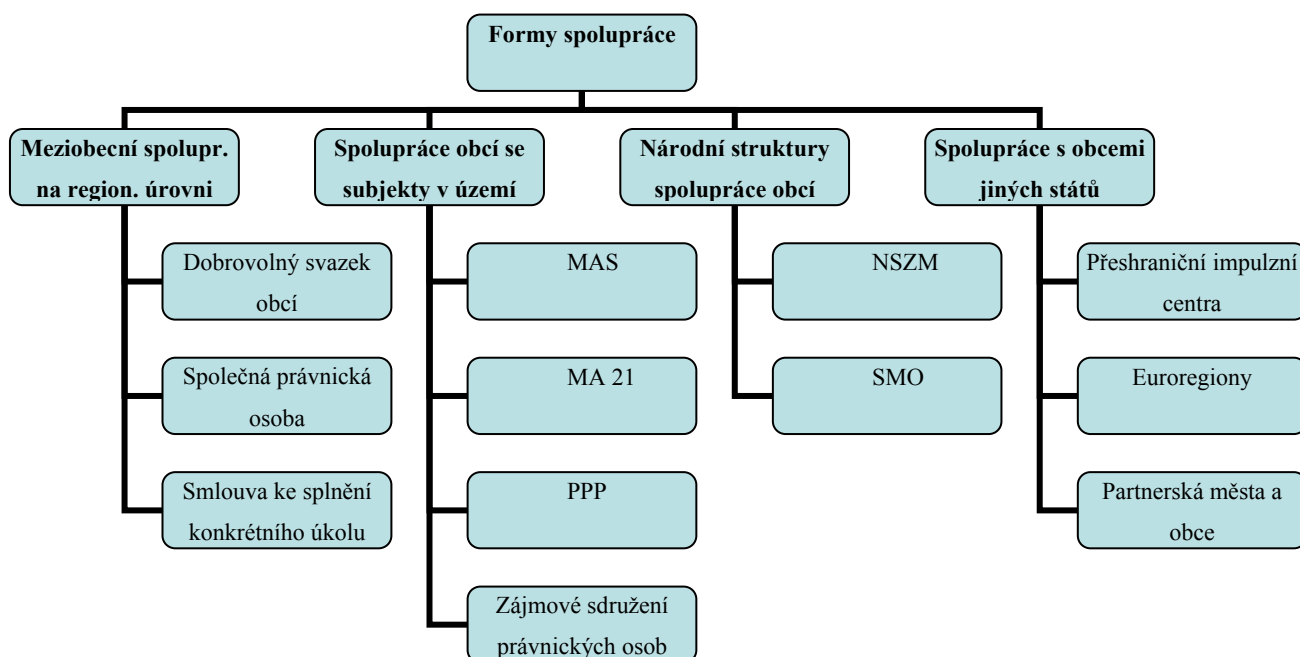 Formy spolupráce
Meziobecní spolupr.
na region. úrovni
Dobrovolný svazek
obcí
Společná právnická
osoba
Smlouva ke splnění
konkrétního úkolu
Spolupráce obcí se
subjekty v území
MAS
MA 21
PPP
Zájmové sdružení
právnických osob
Národní struktury
spolupráce obcí
NSZM
SMO
Spolupráce s obcemi
jiných států
Přeshraniční impulzní
centra
Euroregiony
Partnerská města a
obce